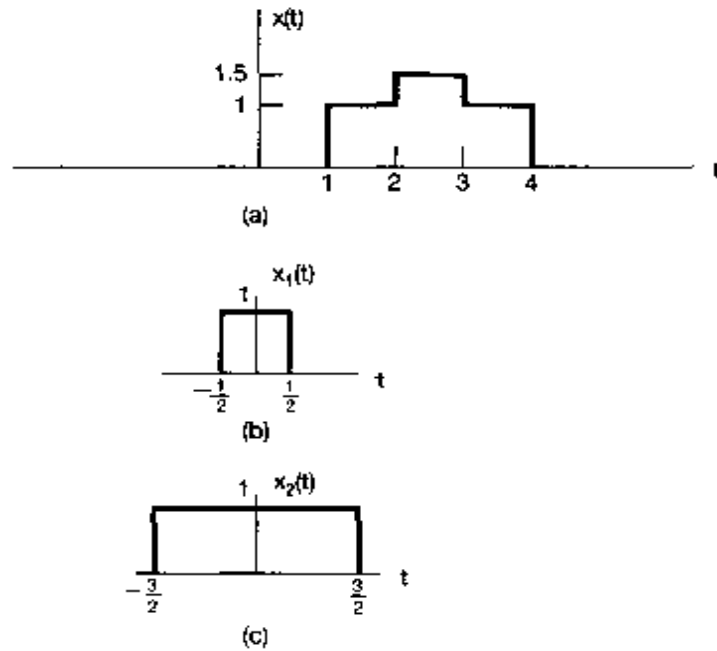 x(t)
1.5
1
1 2 3 4 t
(a)
x₁(t)
1
-1/2 1/2 t
(b)
x₂(t)
1
-3/2 3/2 t
(c)